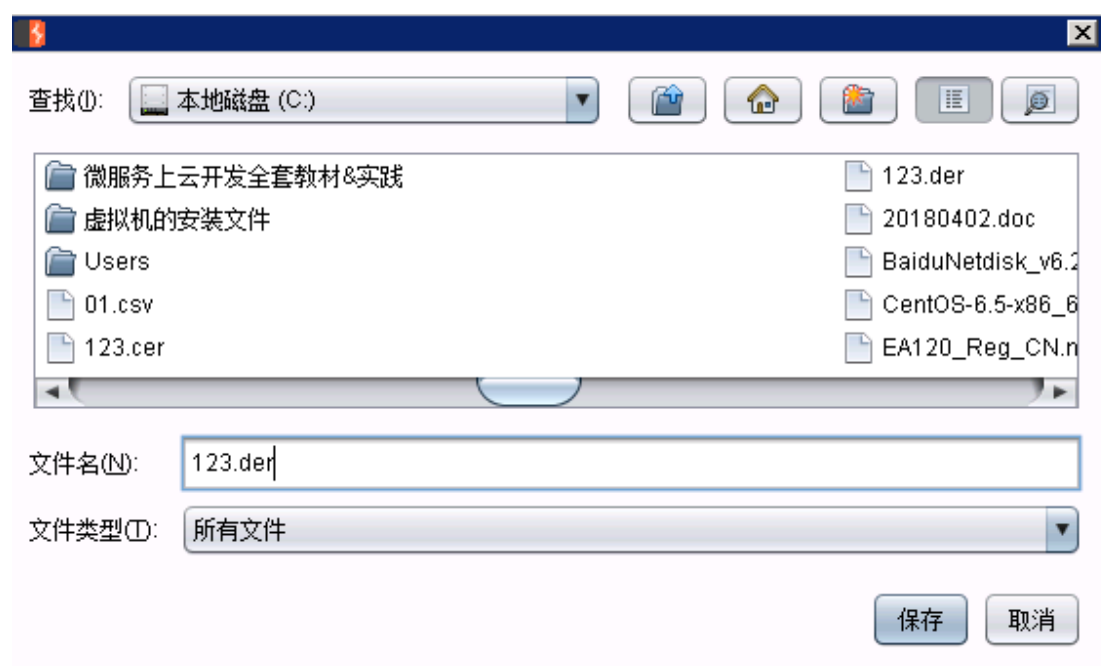 查找(I): 本地磁盘 (C:)
微服务上云开发全套教材&实践
虚拟机的安装文件
Users
01.csv
123.cer
123.der
20180402.doc
BaiduNetdisk_v6.2
CentOS-6.5-x86_6
EA120_Reg_CN.n
文件名(N): 123.der
文件类型(T): 所有文件
保存 取消